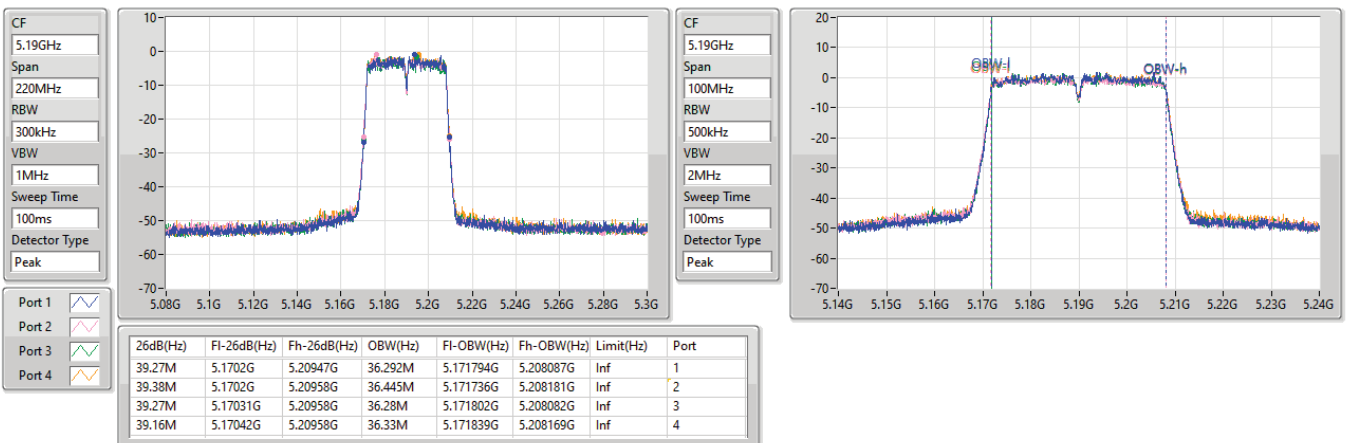 CF
5.19GHz
Span
220MHz
RBW
300kHz
VBW
1MHz
Sweep Time
100ms
Detector Type
Peak
10-
0-
-10-
-20-
-30-
-40-
-50-
-60-
-70-
5.08G 5.1G 5.12G 5.14G 5.16G 5.18G 5.2G 5.22G 5.24G 5.26G 5.28G 5.3G
CF
5.19GHz
Span
100MHz
RBW
500kHz
VBW
2MHz
Sweep Time
100ms
Detector Type
Peak
20-
10-
0-
-10-
-20-
-30-
-40-
-50-
-60-
-70-
OBW-l
OBW-h
5.14G 5.15G 5.16G 5.17G 5.18G 5.19G 5.2G 5.21G 5.22G 5.23G 5.24G
Port 1
Port 2
Port 3
Port 4
26dB(Hz) Fl-26dB(Hz) Fh-26dB(Hz) OBW(Hz) Fl-OBW(Hz) Fh-OBW(Hz) Limit(Hz) Port
39.27M 5.1702G 5.20947G 36.292M 5.171794G 5.208087G Inf 1
39.38M 5.1702G 5.20958G 36.445M 5.171736G 5.208181G Inf 2
39.27M 5.17031G 5.20958G 36.28M 5.171802G 5.208082G Inf 3
39.16M 5.17042G 5.20958G 36.33M 5.171839G 5.208169G Inf 4